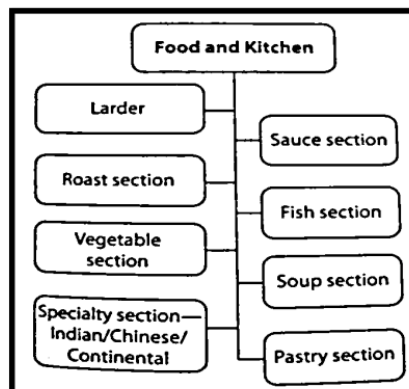 Food and Kitchen
Larder
Sauce section
Roast section
Fish section
Vegetable
section
Soup section
Specialty section—
Indian/Chinese/
Continental
Pastry section